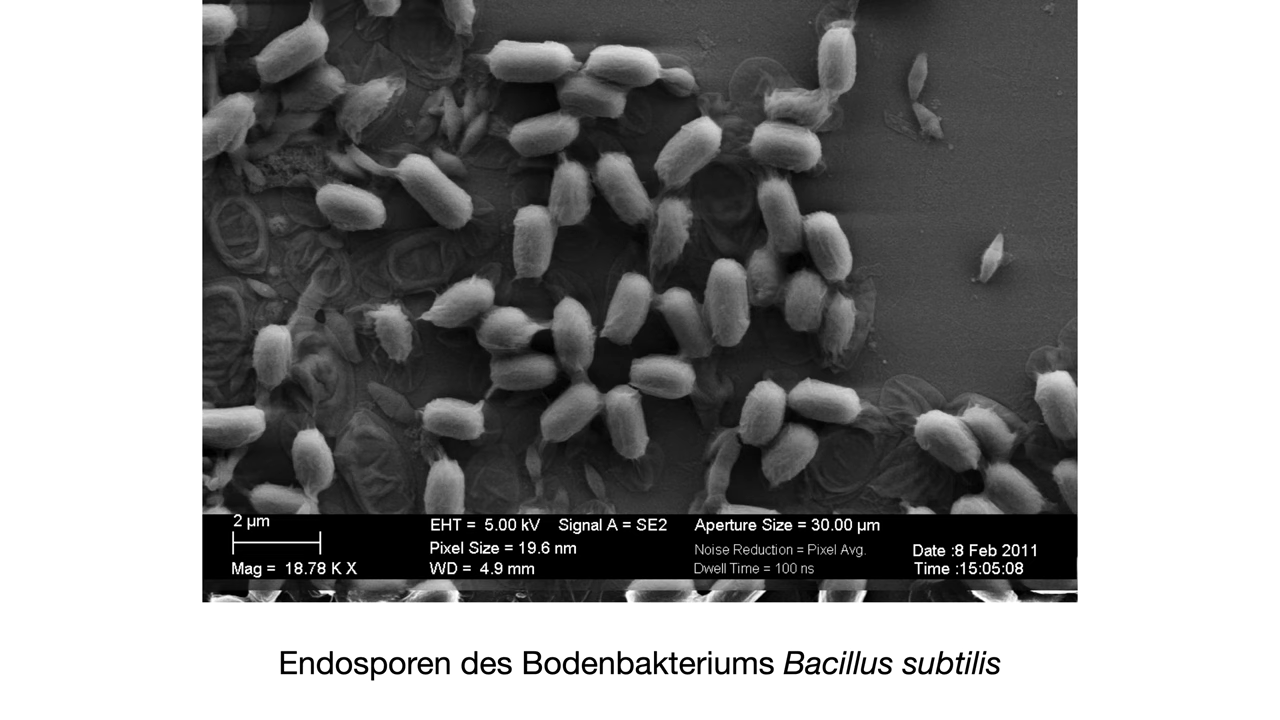 2 µm
Mag = 18.78 K X
EHT = 5.00 kV Signal A = SE2
Pixel Size = 19.6 nm
WD = 4.9 mm
Aperture Size = 30.00 µm
Noise Reduction = Pixel Avg.
Dwell Time = 100 ns
Date :8 Feb 2011
Time :15:05:08
Endosporen des Bodenbakteriums Bacillus subtilis